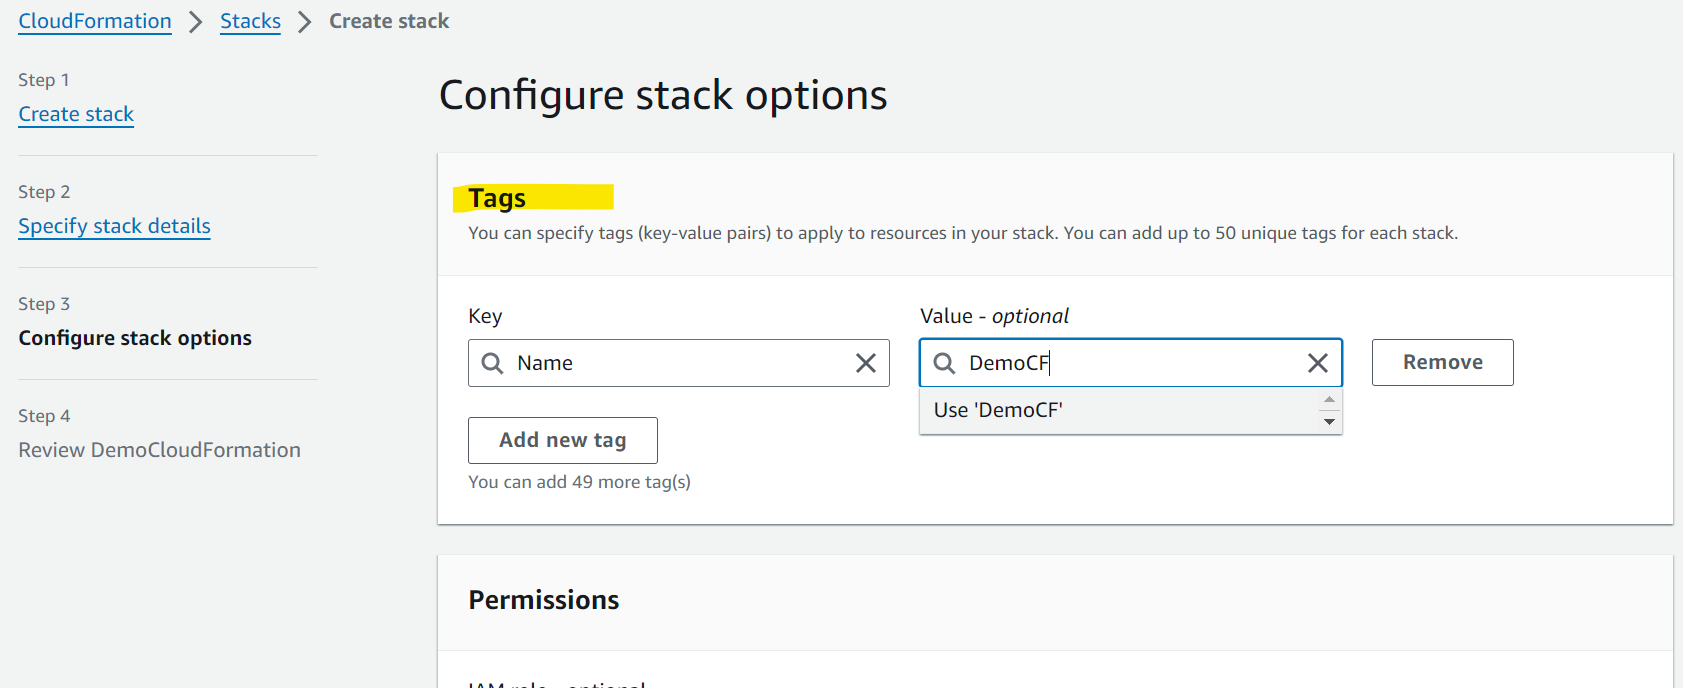 CloudFormation > Stacks > Create stack
Step 1
Create stack
Step 2
Specify stack details
Step 3
Configure stack options
Step 4
Review DemoCloudFormation
Configure stack options
Tags
You can specify tags (key-value pairs) to apply to resources in your stack. You can add up to 50 unique tags for each stack.
Key
Value - optional
Name
DemoCF
Remove
Use 'DemoCF'
Add new tag
You can add 49 more tag(s)
Permissions
IAM role - optional